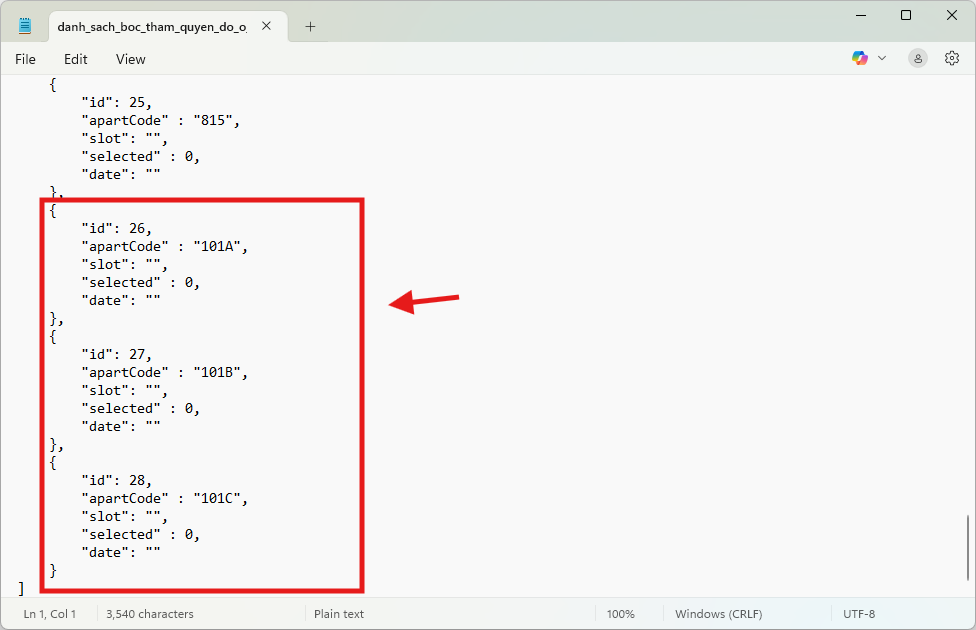 danh_sach_boc_tham_quyen_do_o
File Edit View
{
"id": 25,
"apartCode" : "815",
"slot": "",
"selected" : 0,
"date": ""
},
{
"id": 26,
"apartCode" : "101A",
"slot": "",
"selected" : 0,
"date": ""
},
{
"id": 27,
"apartCode" : "101B",
"slot": "",
"selected" : 0,
"date": ""
},
{
"id": 28,
"apartCode" : "101C",
"slot": "",
"selected" : 0,
"date": ""
}
]
Ln 1, Col 1 3,540 characters Plain text 100% Windows (CRLF) UTF-8